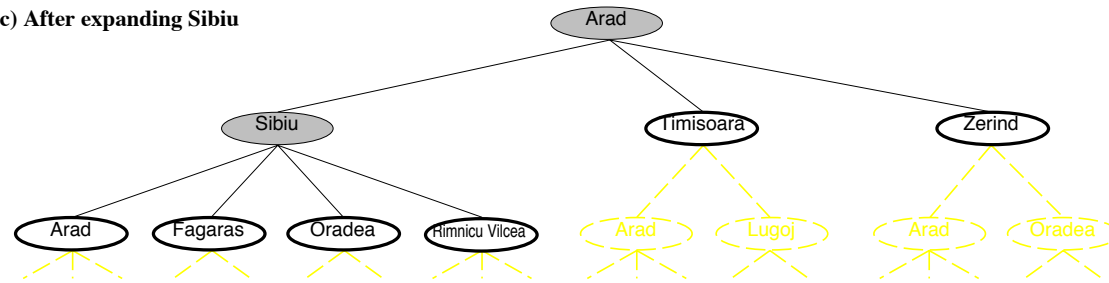 c) After expanding Sibiu
Arad
Sibiu
Timisoara
Zerind
Arad
Fagaras
Oradea
Rimnicu Vilcea
Arad
Lugoj
Arad
Oradea